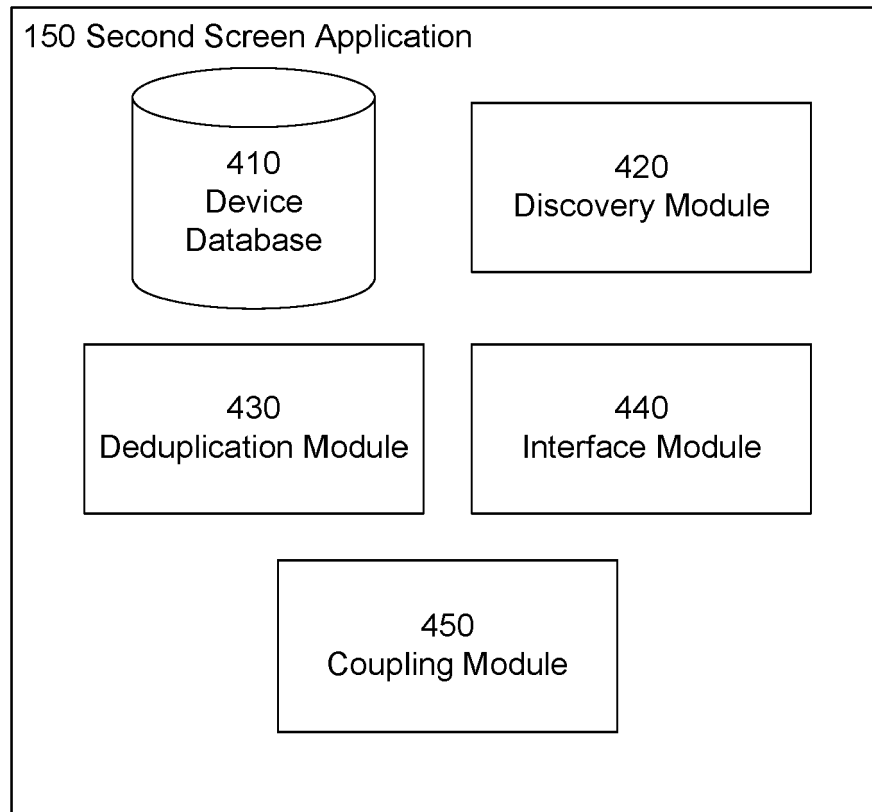 150 Second Screen Application
410
Device
Database
420
Discovery Module
430
Deduplication Module
440
Interface Module
450
Coupling Module